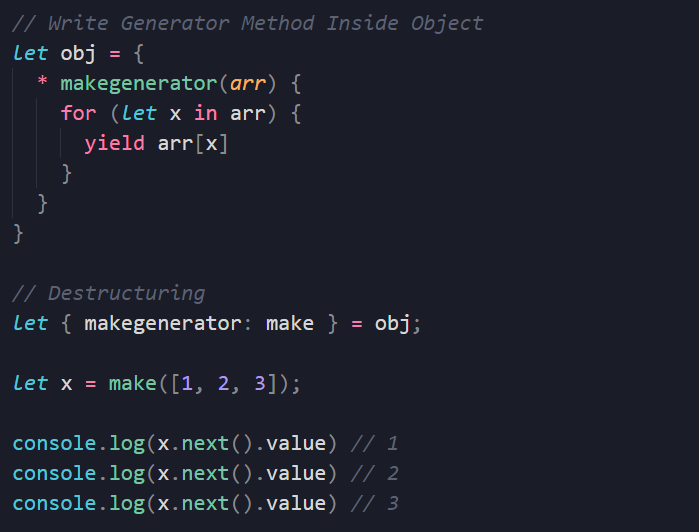 // Write Generator Method Inside Object
let obj = {
  * makegenerator(arr) {
    for (let x in arr) {
      yield arr[x]
    }
  }
}

// Destructuring
let { makegenerator: make } = obj;

let x = make([1, 2, 3]);

console.log(x.next().value) // 1
console.log(x.next().value) // 2
console.log(x.next().value) // 3